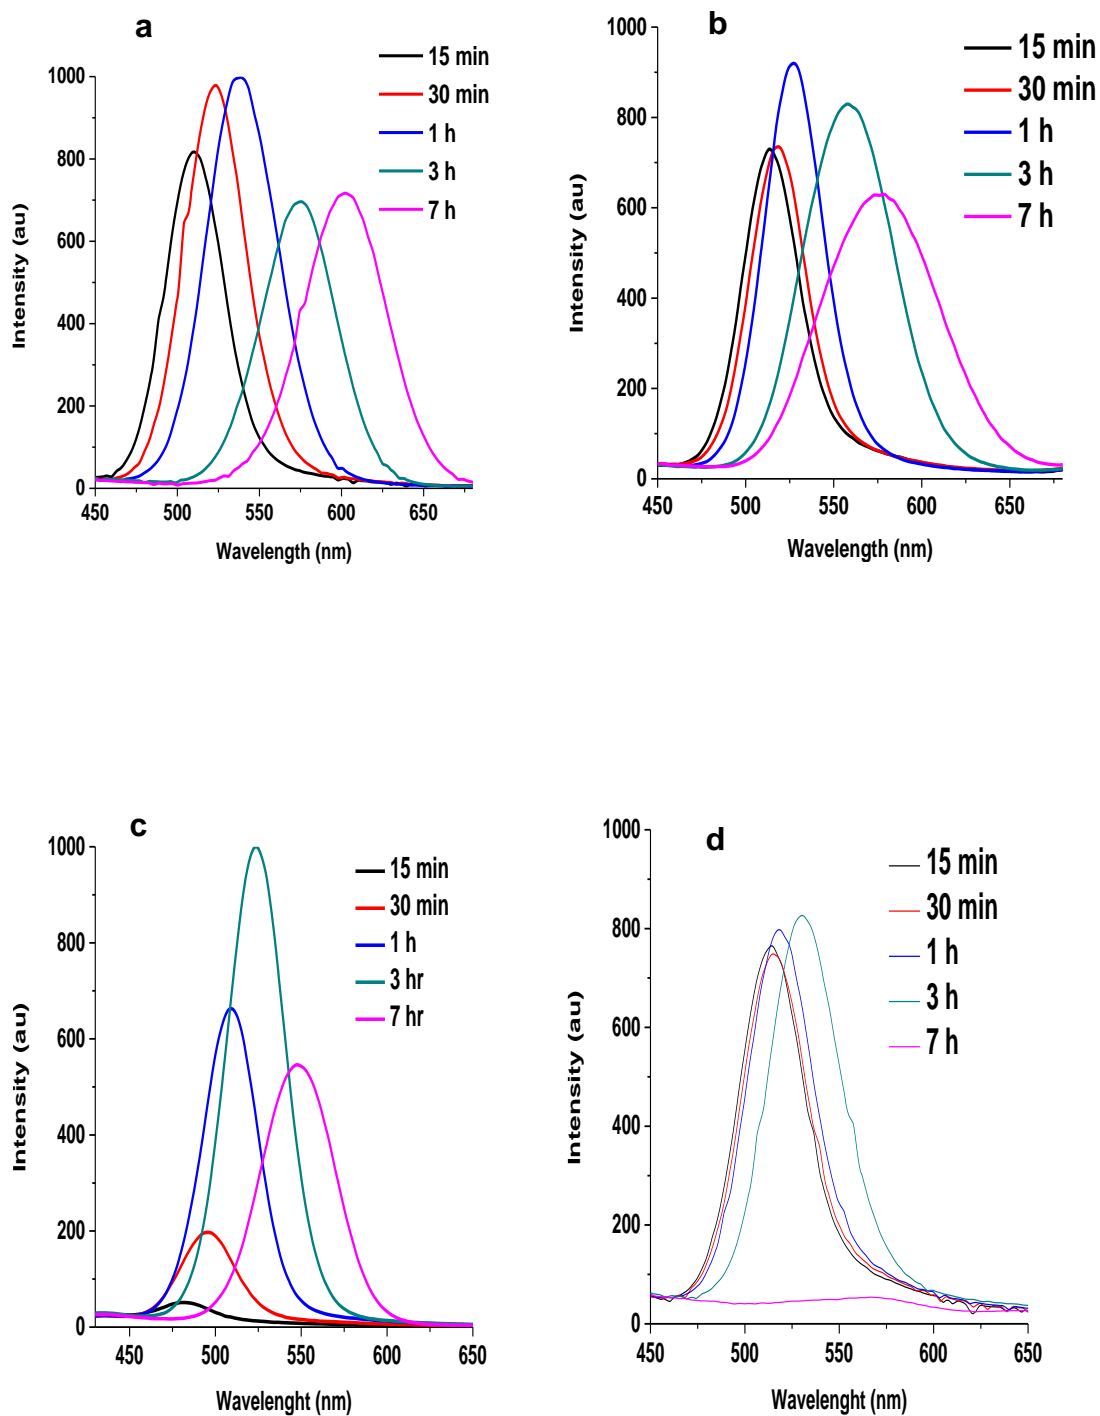 a
15 min
30 min
1 h
3 h
7 h
1000
800
600
400
200
0
450 500 550 600 650
Intensity (au)
Wavelength (nm)
b
15 min
30 min
1 h
3 h
7 h
1000
800
600
400
200
0
450 500 550 600 650
Intensity (au)
Wavelength (nm)
c
15 min
30 min
1 h
3 hr
7 hr
1000
800
600
400
200
0
450 500 550 600 650
Intensity (au)
Wavelenght (nm)
d
15 min
30 min
1 h
3 h
7 h
1000
800
600
400
200
0
450 500 550 600 650
Intensity (au)
Wavelenght (nm)